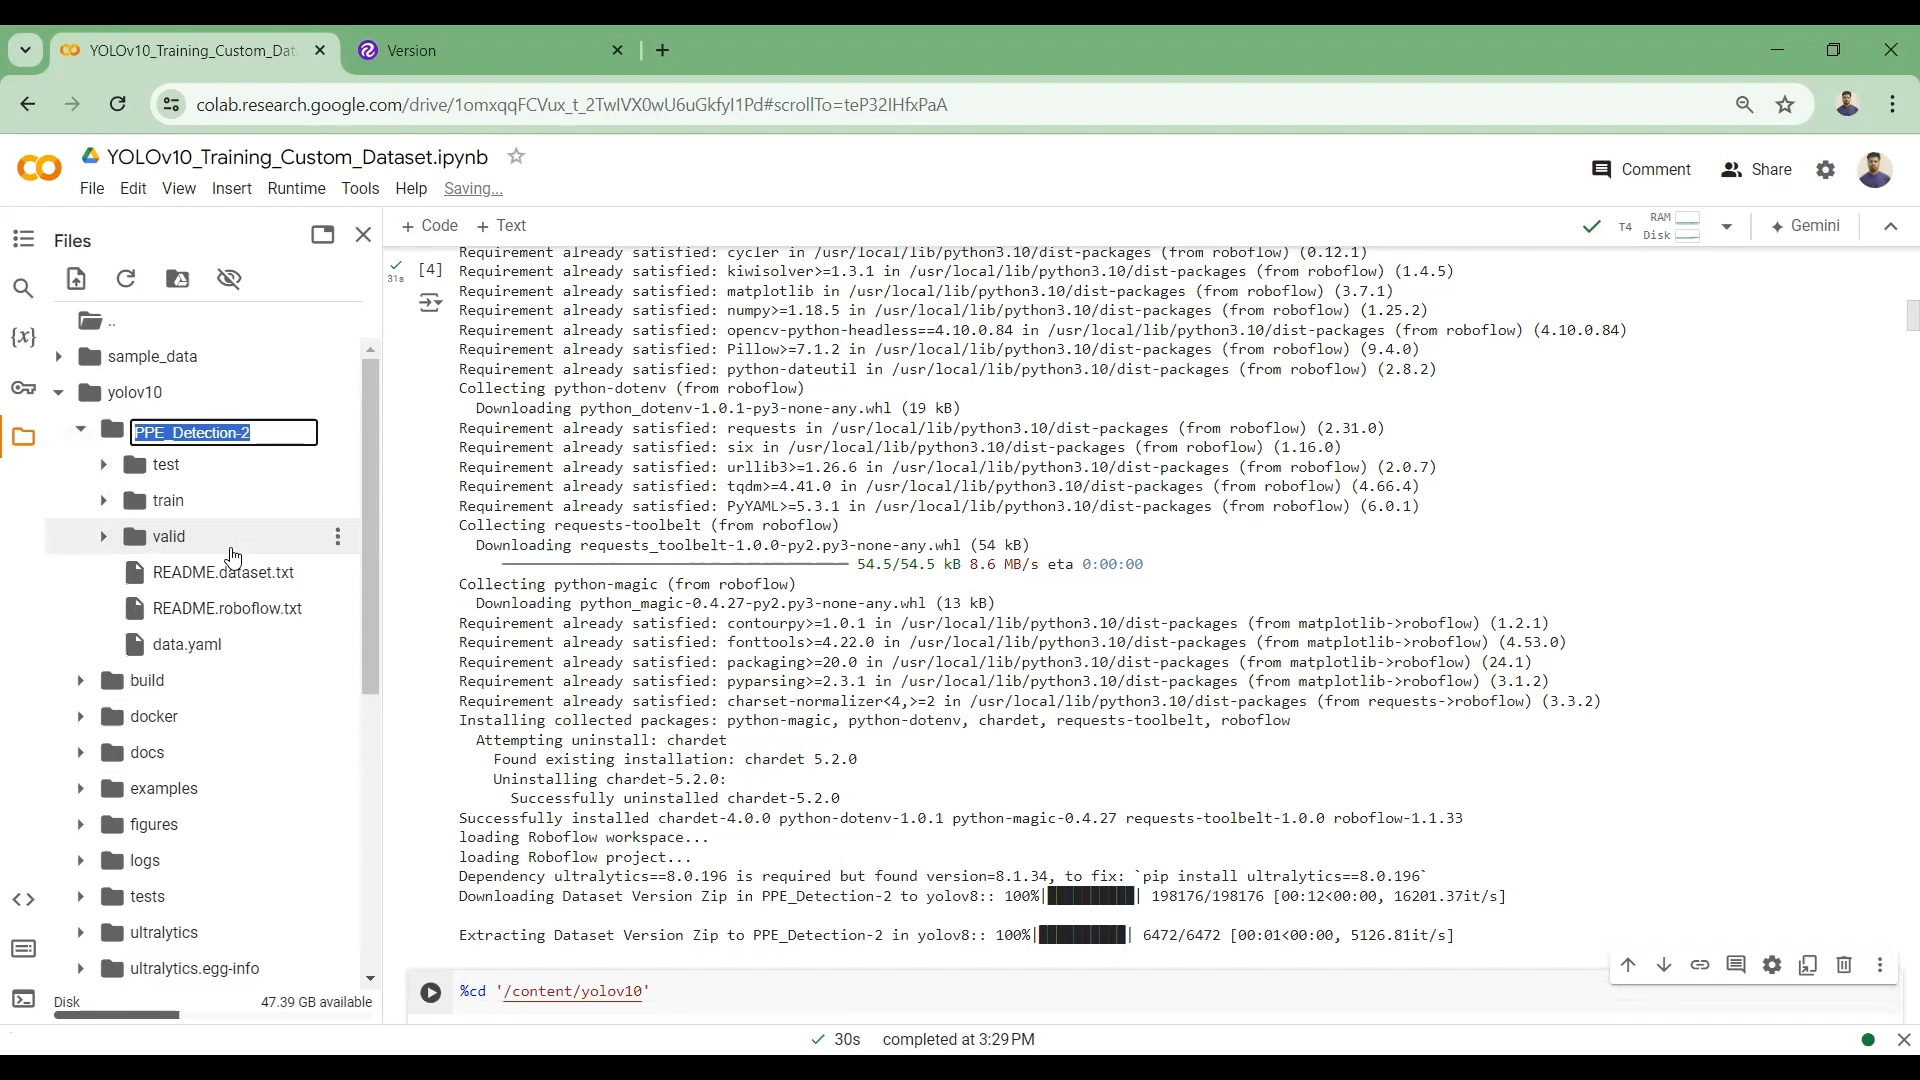 YOLOv10_Training_Custom_Dat
Version
colab.research.google.com/drive/1omxqqFCVux_t_2TwIVX0wU6uGkfyI1Pd#scrollTo=teP32IHfxPaA
YOLOv10_Training_Custom_Dataset.ipynb
File Edit View Insert Runtime Tools Help Saving...
Comment
Share
Files
+ Code + Text
T4 RAM
Disk
Gemini
..
sample_data
yolov10
PPE_Detection-2
test
train
valid
README.dataset.txt
README.roboflow.txt
data.yaml
build
docker
docs
examples
figures
logs
tests
ultralytics
ultralytics.egg-info
Disk 47.39 GB available
{x}
31s
[4]
Requirement already satisfied: cycler in /usr/local/lib/python3.10/dist-packages (from roboflow) (0.12.1)
Requirement already satisfied: kiwisolver>=1.3.1 in /usr/local/lib/python3.10/dist-packages (from roboflow) (1.4.5)
Requirement already satisfied: matplotlib in /usr/local/lib/python3.10/dist-packages (from roboflow) (3.7.1)
Requirement already satisfied: numpy>=1.18.5 in /usr/local/lib/python3.10/dist-packages (from roboflow) (1.25.2)
Requirement already satisfied: opencv-python-headless==4.10.0.84 in /usr/local/lib/python3.10/dist-packages (from roboflow) (4.10.0.84)
Requirement already satisfied: Pillow>=7.1.2 in /usr/local/lib/python3.10/dist-packages (from roboflow) (9.4.0)
Requirement already satisfied: python-dateutil in /usr/local/lib/python3.10/dist-packages (from roboflow) (2.8.2)
Collecting python-dotenv (from roboflow)
Downloading python_dotenv-1.0.1-py3-none-any.whl (19 kB)
Requirement already satisfied: requests in /usr/local/lib/python3.10/dist-packages (from roboflow) (2.31.0)
Requirement already satisfied: six in /usr/local/lib/python3.10/dist-packages (from roboflow) (1.16.0)
Requirement already satisfied: urllib3>=1.26.6 in /usr/local/lib/python3.10/dist-packages (from roboflow) (2.0.7)
Requirement already satisfied: tqdm>=4.41.0 in /usr/local/lib/python3.10/dist-packages (from roboflow) (4.66.4)
Requirement already satisfied: PyYAML>=5.3.1 in /usr/local/lib/python3.10/dist-packages (from roboflow) (6.0.1)
Collecting requests-toolbelt (from roboflow)
Downloading requests_toolbelt-1.0.0-py2.py3-none-any.whl (54 kB)
54.5/54.5 kB 8.6 MB/s eta 0:00:00
Collecting python-magic (from roboflow)
Downloading python_magic-0.4.27-py2.py3-none-any.whl (13 kB)
Requirement already satisfied: contourpy>=1.0.1 in /usr/local/lib/python3.10/dist-packages (from matplotlib->roboflow) (1.2.1)
Requirement already satisfied: fonttools>=4.22.0 in /usr/local/lib/python3.10/dist-packages (from matplotlib->roboflow) (4.53.0)
Requirement already satisfied: packaging>=20.0 in /usr/local/lib/python3.10/dist-packages (from matplotlib->roboflow) (24.1)
Requirement already satisfied: pyparsing>=2.3.1 in /usr/local/lib/python3.10/dist-packages (from matplotlib->roboflow) (3.1.2)
Requirement already satisfied: charset-normalizer<4,>=2 in /usr/local/lib/python3.10/dist-packages (from requests->roboflow) (3.3.2)
Installing collected packages: python-magic, python-dotenv, chardet, requests-toolbelt, roboflow
Attempting uninstall: chardet
Found existing installation: chardet 5.2.0
Uninstalling chardet-5.2.0:
Successfully uninstalled chardet-5.2.0
Successfully installed chardet-4.0.0 python-dotenv-1.0.1 python-magic-0.4.27 requests-toolbelt-1.0.0 roboflow-1.1.33
loading Roboflow workspace...
loading Roboflow project...
Dependency ultralytics==8.0.196 is required but found version=8.1.34, to fix: `pip install ultralytics==8.0.196`
Downloading Dataset Version Zip in PPE_Detection-2 to yolov8:: 100%|██████████| 198176/198176 [00:12<00:00, 16201.37it/s]
Extracting Dataset Version Zip to PPE_Detection-2 in yolov8:: 100%|██████████| 6472/6472 [00:01<00:00, 5126.81it/s]
%cd '/content/yolov10'
30s completed at 3:29 PM